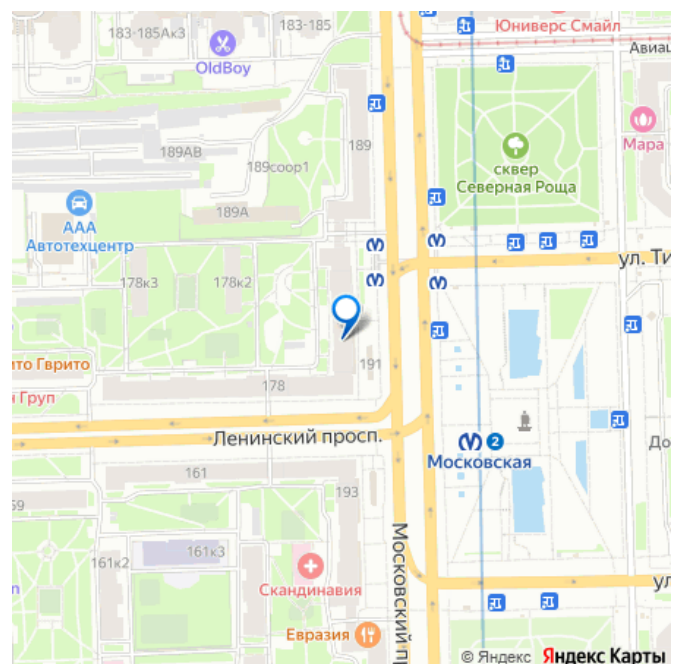 183-185Ак3
183-185
Юниверс Смайл
OldBoy
Авиац
189АВ
189
189соор1
Мара
сквер
Северная Роща
189А
ААА
Автотехцентр
ул. Ти
178к3
178к2
191
ито Гврито
178
н Груп
Ленинский просп.
2
Московская
До
161
193
59
161к2
161к3
Московский п
Скандинавия
ул
n
Евразия
© Яндекс Яндекс Карты